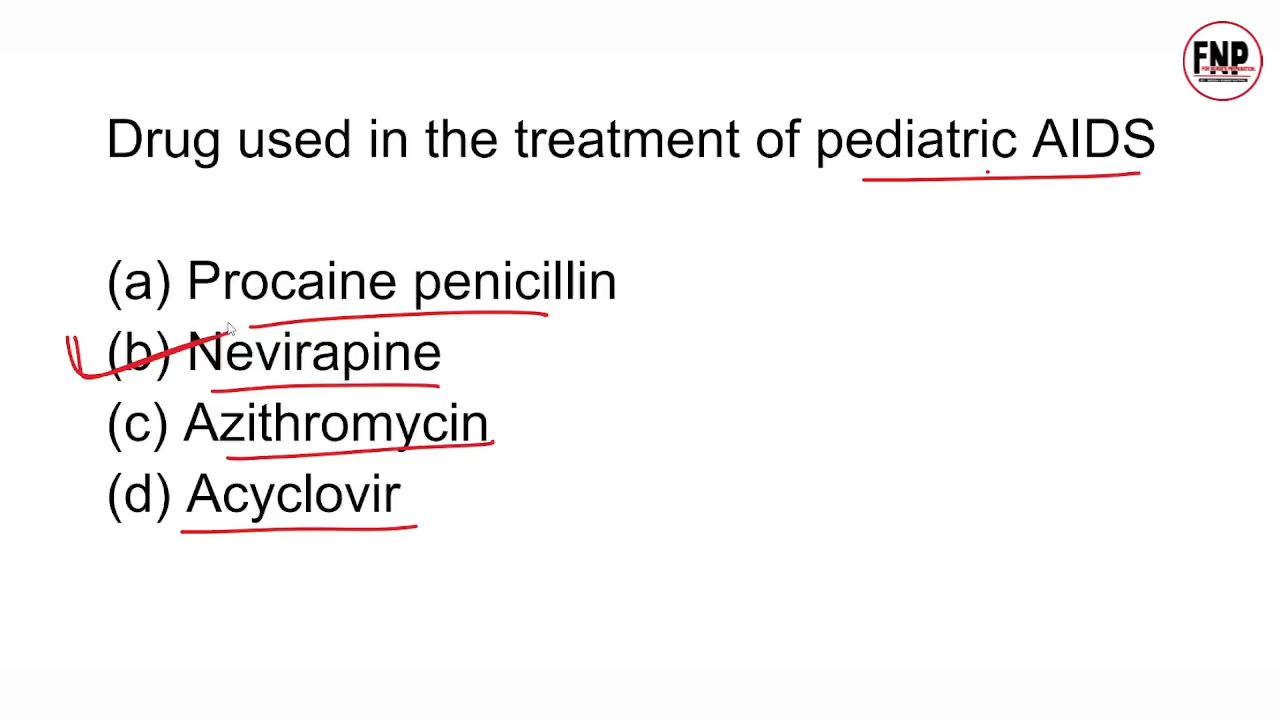 FNP
Drug used in the treatment of pediatric AIDS
(a) Procaine penicillin
(b) Nevirapine
(c) Azithromycin
(d) Acyclovir